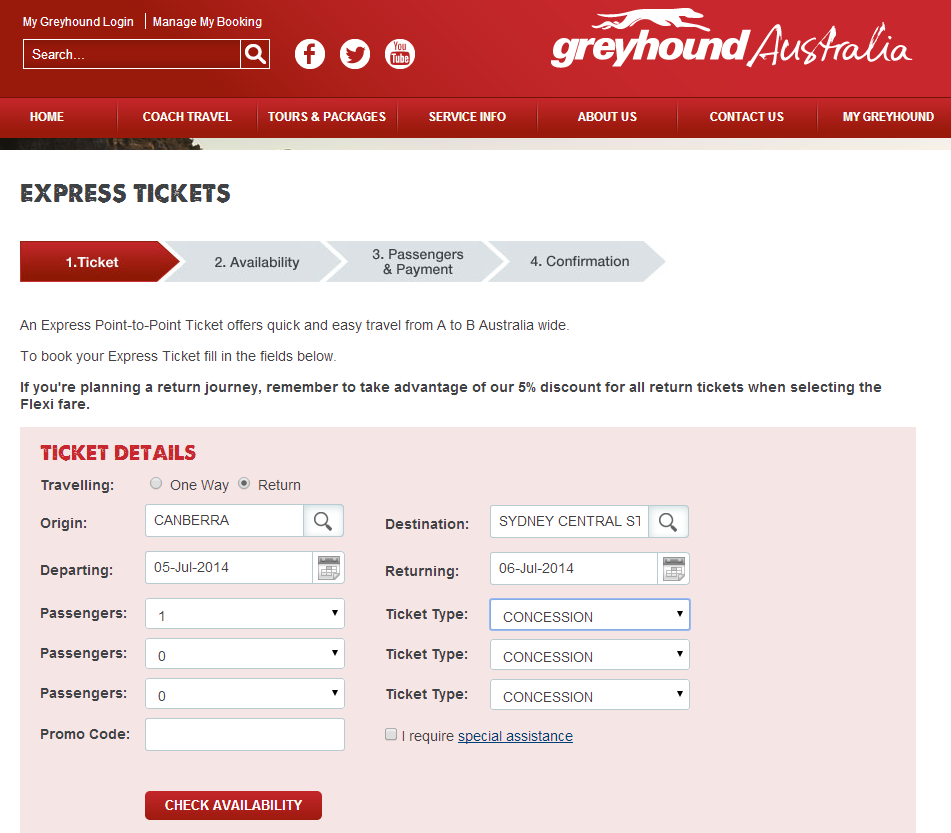 My Greyhound Login
Manage My Booking
Search...
You
Tube
greyhound Australia
HOME
COACH TRAVEL
TOURS & PACKAGES
SERVICE INFO
ABOUT US
CONTACT US
MY GREYHOUND
EXPRESS TICKETS
1.Ticket
2. Availability
3. Passengers
& Payment
4. Confirmation
An Express Point-to-Point Ticket offers quick and easy travel from A to B Australia wide.
To book your Express Ticket fill in the fields below.
If you're planning a return journey, remember to take advantage of our 5% discount for all return tickets when selecting the
Flexi fare.
TICKET DETAILS
Travelling: One Way Return
Origin: CANBERRA Destination: SYDNEY CENTRAL ST
Departing: 05-Jul-2014 Returning: 06-Jul-2014
Passengers: 1 Ticket Type: CONCESSION
Passengers: 0 Ticket Type: CONCESSION
Passengers: 0 Ticket Type: CONCESSION
Promo Code: I require special assistance
CHECK AVAILABILITY